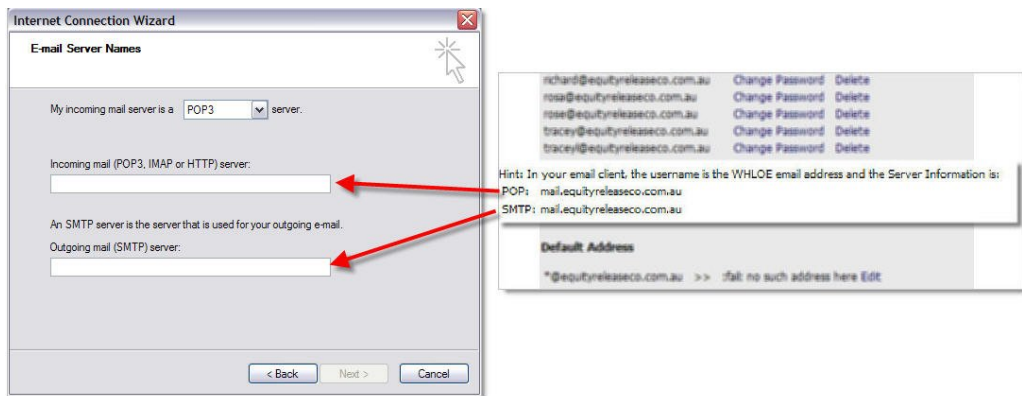 Internet Connection Wizard
E-mail Server Names
My incoming mail server is a POP3 server.
Incoming mail (POP3, IMAP or HTTP) server:
An SMTP server is the server that is used for your outgoing e-mail.
Outgoing mail (SMTP) server:
< Back Next > Cancel
richard@equityreleaseco.com.au Change Password Delete
rosa@equityreleaseco.com.au Change Password Delete
rose@equityreleaseco.com.au Change Password Delete
tracey@equityreleaseco.com.au Change Password Delete
traceyl@equityreleaseco.com.au Change Password Delete
Hint: In your email client, the username is the WHLOE email address and the Server Information is:
POP: mail.equityreleaseco.com.au
SMTP: mail.equityreleaseco.com.au
Default Address
*@equityreleaseco.com.au >> :fail: no such address here Edit